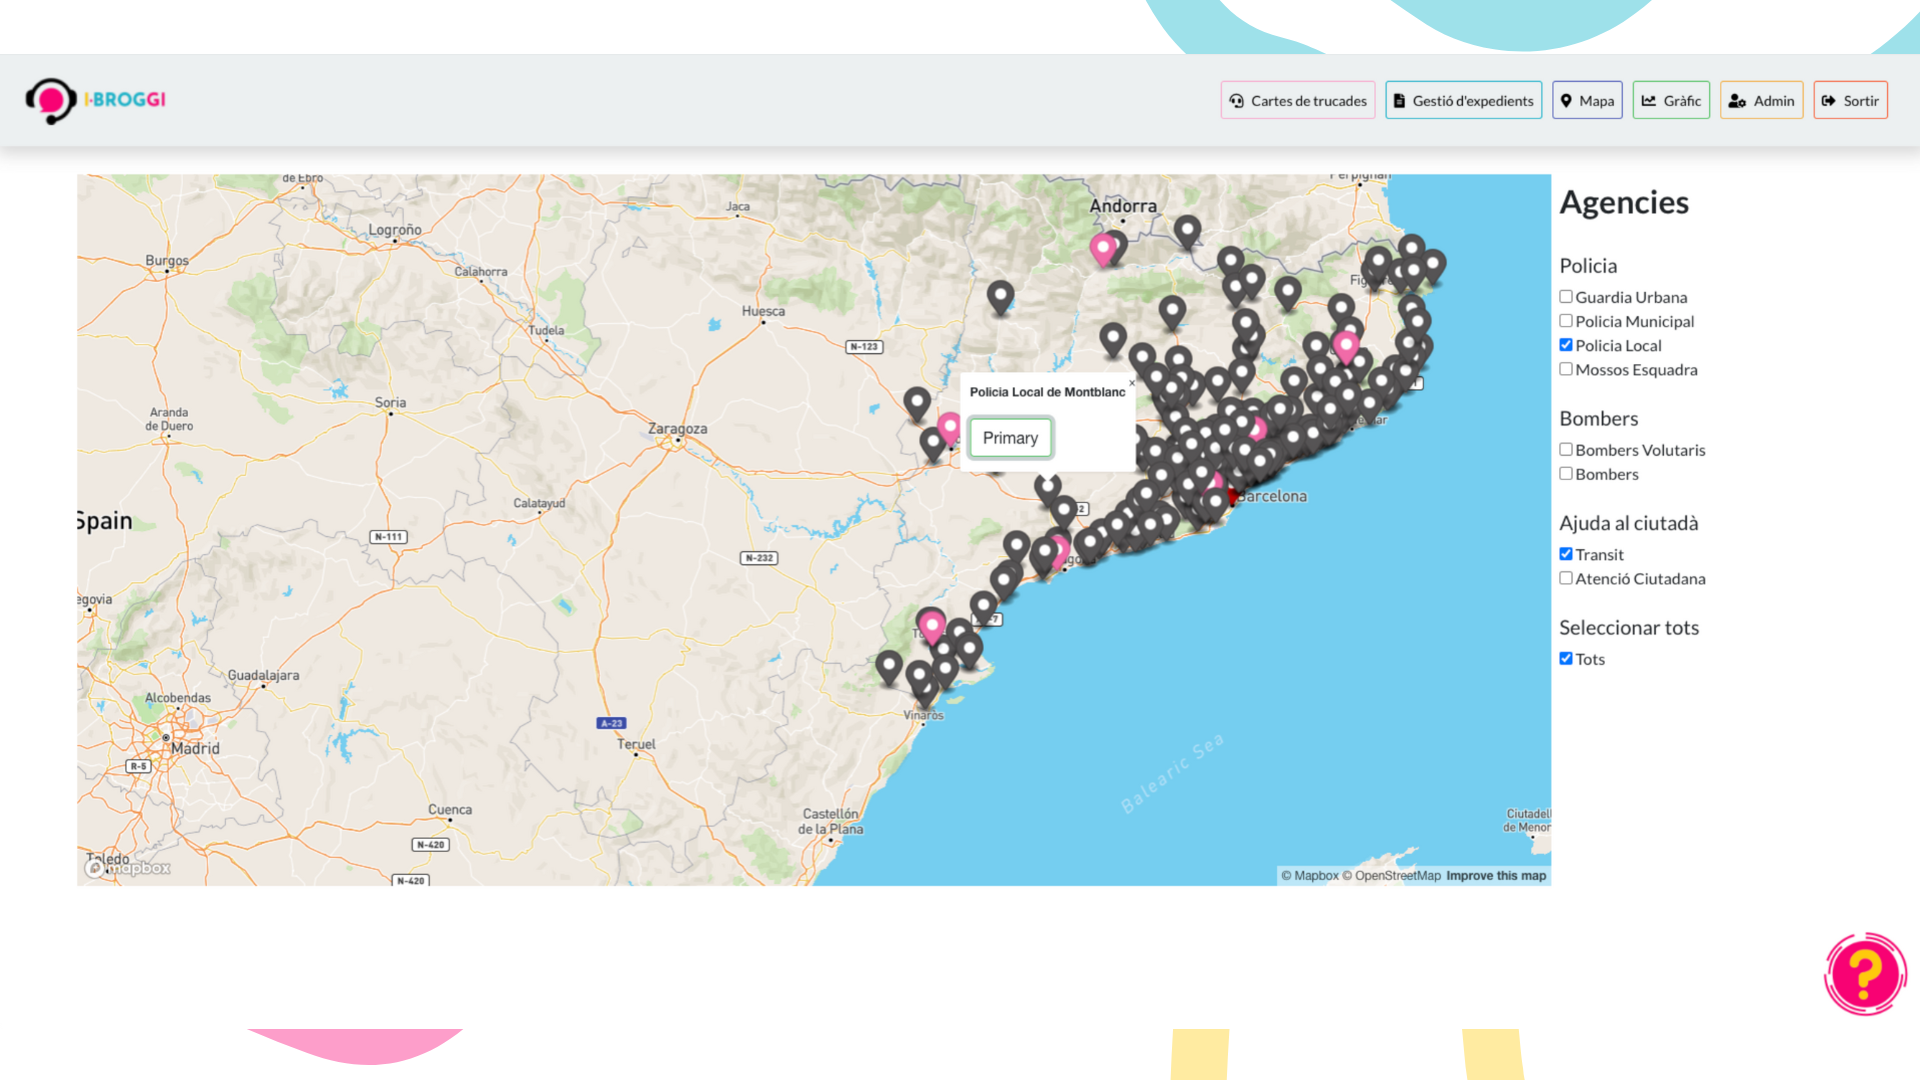 I-BROGGI
Cartes de trucades
Gestió d'expedients
Mapa
Gràfic
Admin
Sortir
de Ebro
Jaca
Andorra
Perpignan
Logroño
Burgos
Calahorra
Huesca
Tudela
N-123
Soria
Aranda
de Duero
Zaragoza
Policia Local de Montblanc
×
Primary
Calatayud
Spain
N-111
N-232
Barcelona
egovia
Guadalajara
Alcobendas
Madrid
R-5
A-23
Teruel
Vinaròs
Cuenca
N-420
Castellón
de la Plana
Balearic Sea
Ciutadell
de Menor
Toledo
mapbox
N-420
© Mapbox © OpenStreetMap Improve this map
Agencies
Policia
Guardia Urbana
Policia Municipal
Policia Local
Mossos Esquadra
Bombers
Bombers Volutaris
Bombers
Ajuda al ciutadà
Transit
Atenció Ciutadana
Seleccionar tots
Tots
?